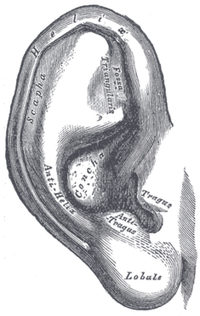 Helix
Scapha
Fossa
Triangularis
Concha
Anti-Helix
Tragus
Anti-
Tragus
Lobule